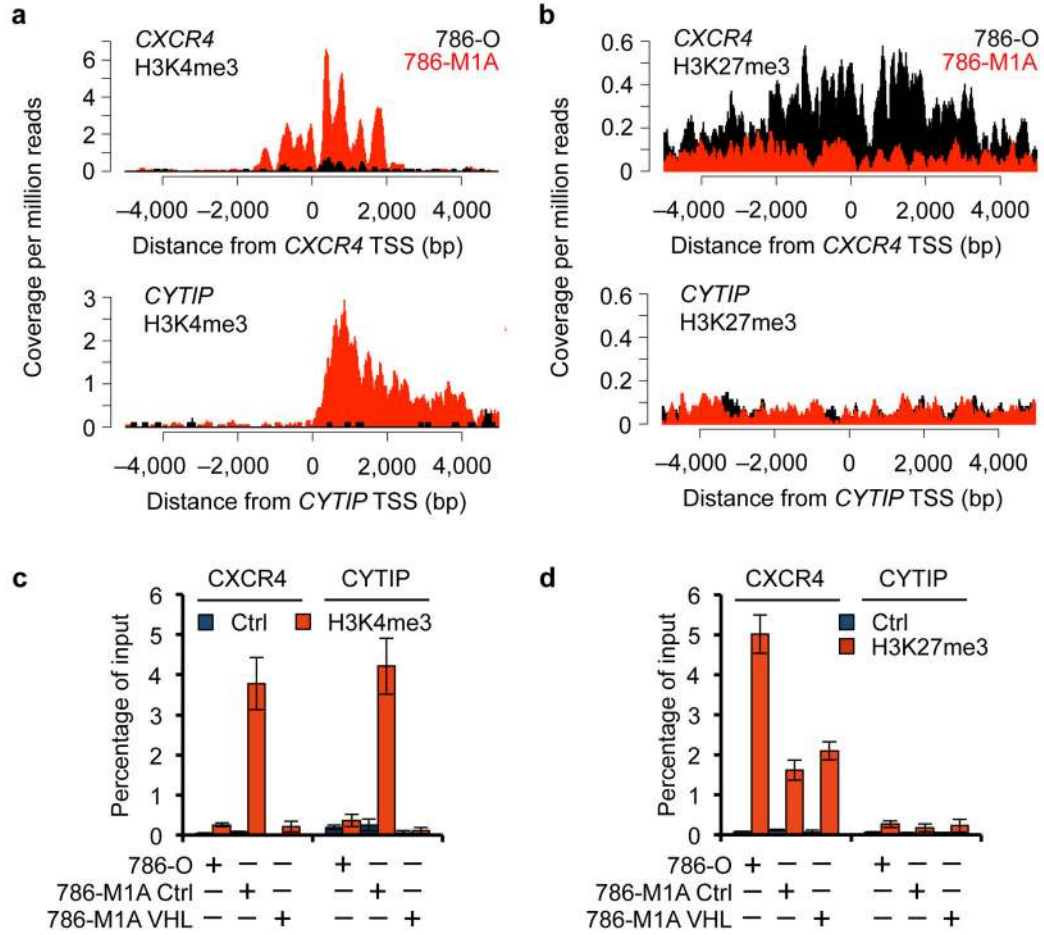 a
CXCR4
H3K4me3
786-O
786-M1A
6
4
2
0
–4,000 –2,000 0 2,000 4,000
Distance from CXCR4 TSS (bp)
CYTIP
H3K4me3
3
2
1
0
–4,000 –2,000 0 2,000 4,000
Distance from CYTIP TSS (bp)
Coverage per million reads
b
CXCR4
H3K27me3
786-O
786-M1A
0.6
0.4
0.2
0
–4,000 –2,000 0 2,000 4,000
Distance from CXCR4 TSS (bp)
CYTIP
H3K27me3
0.6
0.4
0.2
0
–4,000 –2,000 0 2,000 4,000
Distance from CYTIP TSS (bp)
Coverage per million reads
c
CXCR4 CYTIP
Ctrl H3K4me3
Percentage of input
6
5
4
3
2
1
0
786-O + – – + – –
786-M1A Ctrl – + – – + –
786-M1A VHL – – + – – +
d
CXCR4 CYTIP
Ctrl
H3K27me3
Percentage of input
6
5
4
3
2
1
0
786-O + – – + – –
786-M1A Ctrl – + – – + –
786-M1A VHL – – + – – +